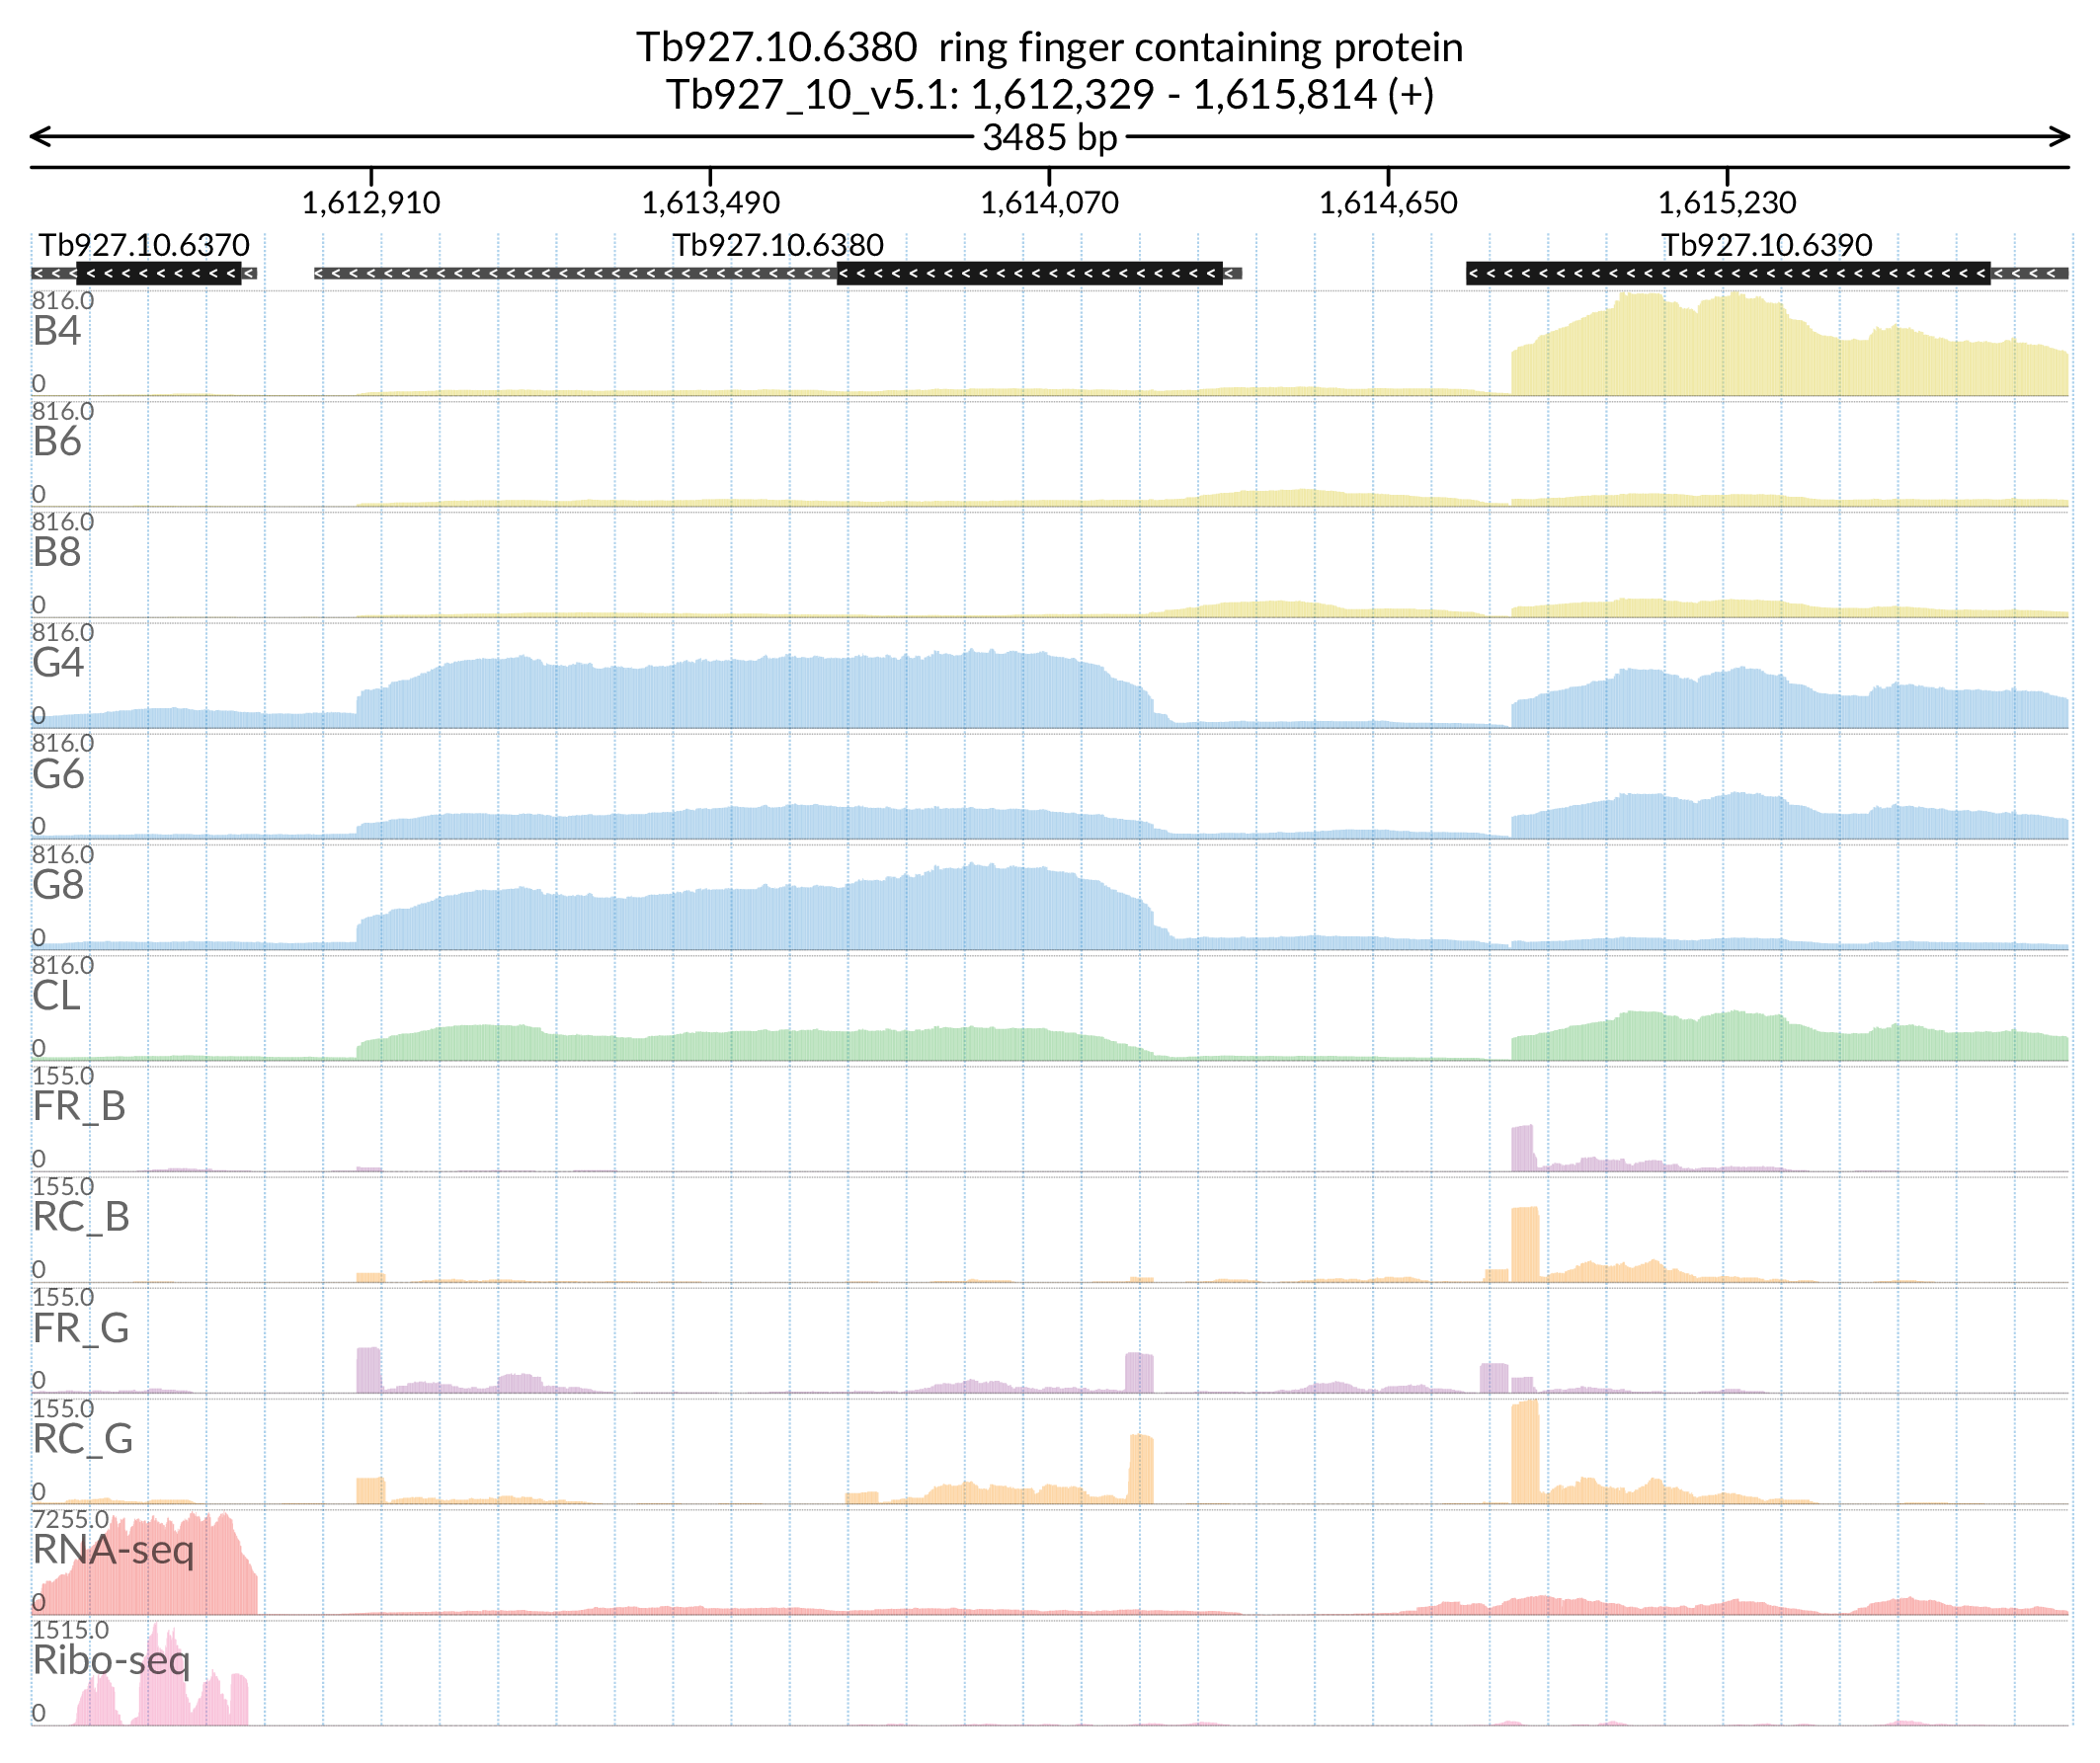 Tb927.10.6380  ring finger containing protein
Tb927_10_v5.1: 1,612,329 - 1,615,814 (+)
3485 bp
1,612,910 1,613,490 1,614,070 1,614,650 1,615,230
Tb927.10.6370 Tb927.10.6380 Tb927.10.6390
816.0
B4
0
816.0
B6
0
816.0
B8
0
816.0
G4
0
816.0
G6
0
816.0
G8
0
816.0
CL
0
155.0
FR_B
0
155.0
RC_B
0
155.0
FR_G
0
155.0
RC_G
0
7255.0
RNA-seq
0
1515.0
Ribo-seq
0